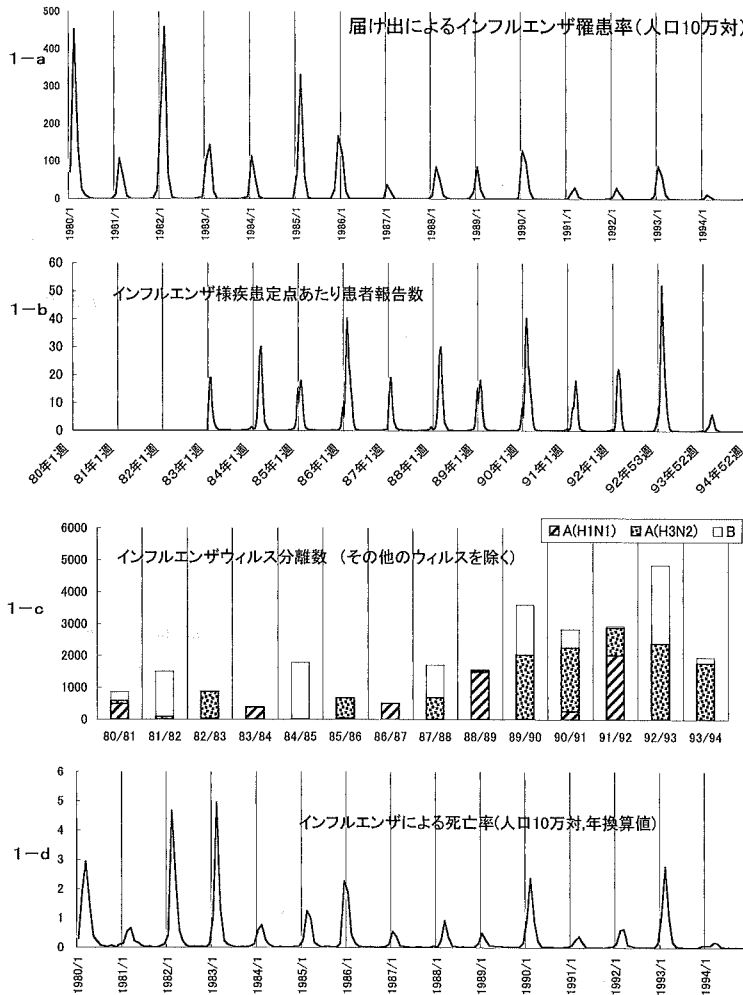 届け出によるインフルエンザ罹患率(人口10万対)
1-a
500
400
300
200
100
0
1980/1 1981/1 1982/1 1983/1 1984/1 1985/1 1986/1 1987/1 1988/1 1989/1 1990/1 1991/1 1992/1 1993/1 1994/1
インフルエンザ様疾患定点あたり患者報告数
1-b
60
50
40
30
20
10
0
80年1週 81年1週 82年1週 83年1週 84年1週 85年1週 86年1週 87年1週 88年1週 89年1週 90年1週 91年1週 92年1週 92年53週 93年52週 94年52週
A(H1N1) A(H3N2) B
インフルエンザウィルス分離数 (その他のウィルスを除く)
1-c
6000
5000
4000
3000
2000
1000
0
80/81 81/82 82/83 83/84 84/85 85/86 86/87 87/88 88/89 89/90 90/91 91/92 92/93 93/94
インフルエンザによる死亡率(人口10万対,年換算値)
1-d
6
5
4
3
2
1
0
1980/1 1981/1 1982/1 1983/1 1984/1 1985/1 1986/1 1987/1 1988/1 1989/1 1990/1 1991/1 1992/1 1993/1 1994/1